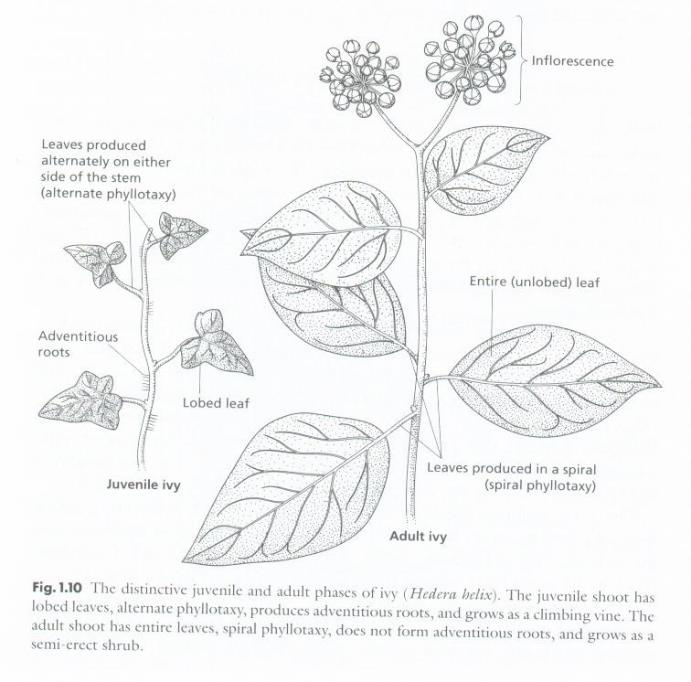 Inflorescence
Leaves produced
alternately on either
side of the stem
(alternate phyllotaxy)
Entire (unlobed) leaf
Adventitious
roots
Lobed leaf
Leaves produced in a spiral
(spiral phyllotaxy)
Juvenile ivy
Adult ivy
Fig. 1.10 The distinctive juvenile and adult phases of ivy (Hedera helix). The juvenile shoot has
lobed leaves, alternate phyllotaxy, produces adventitious roots, and grows as a climbing vine. The
adult shoot has entire leaves, spiral phyllotaxy, does not form adventitious roots, and grows as a
semi-erect shrub.